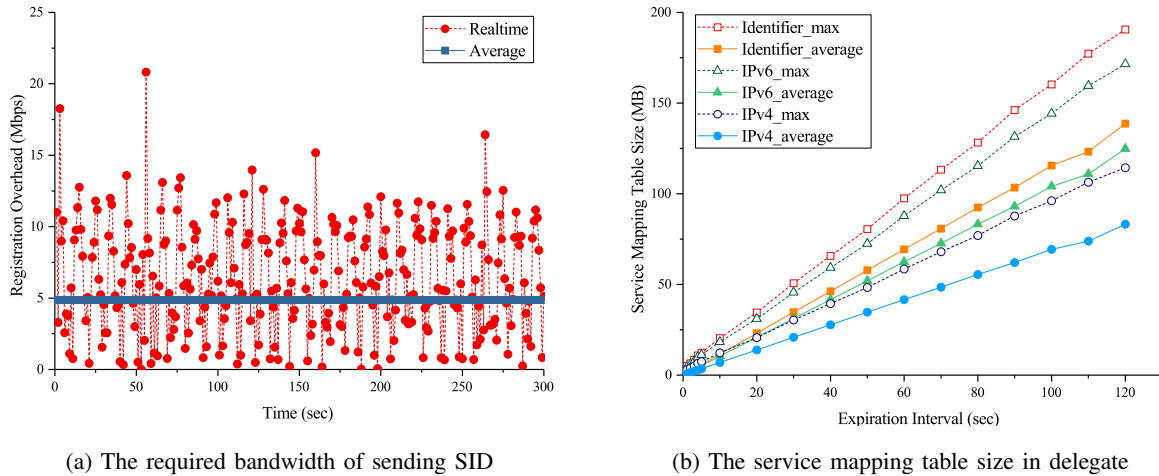 25
20
15
10
5
0
Registration Overhead (Mbps)
Realtime
Average
0
50
100
150
200
250
300
Time (sec)
(a) The required bandwidth of sending SID
200
150
100
50
0
Service Mapping Table Size (MB)
Identifier_max
Identifier_average
IPv6_max
IPv6_average
IPv4_max
IPv4_average
0
20
40
60
80
100
120
Expiration Interval (sec)
(b) The service mapping table size in delegate